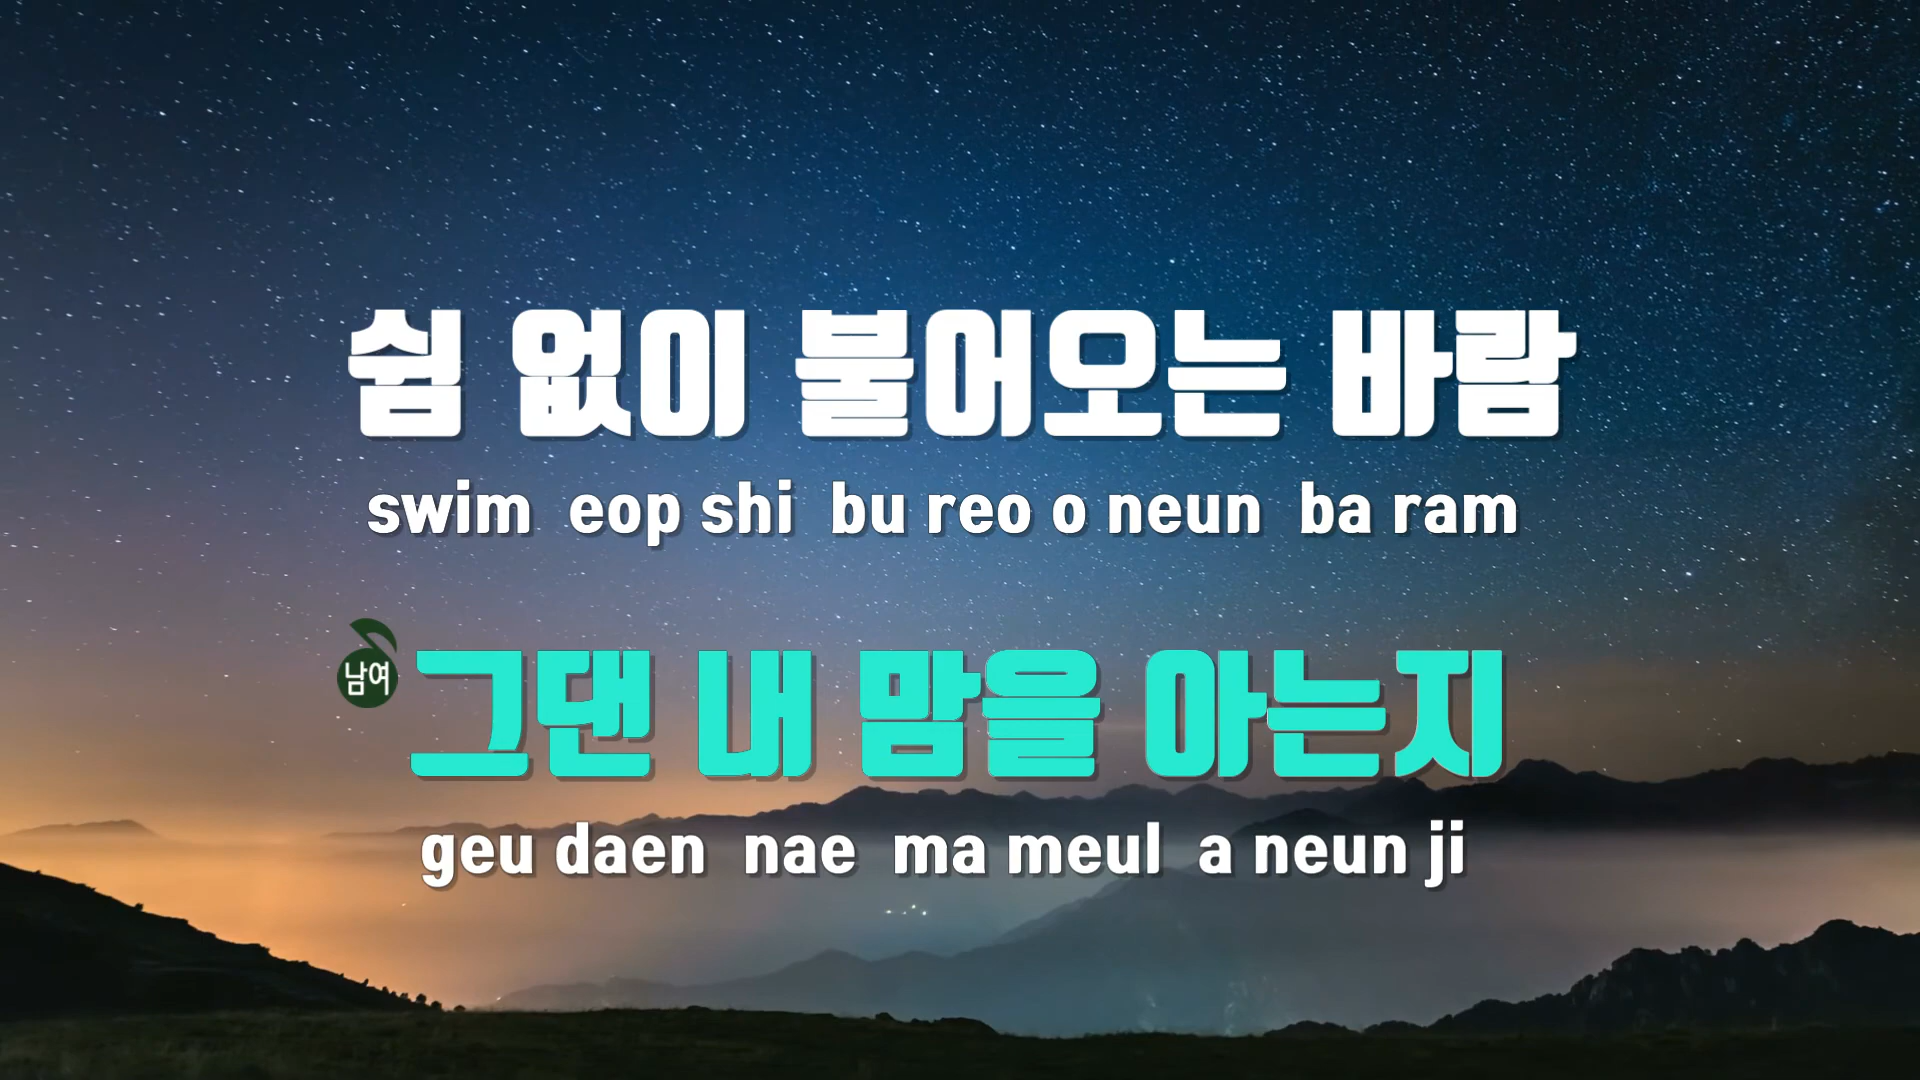 쉼 없이 불어오는 바람
swim eop shi bu reo o neun ba ram
남여 그댄 내 맘을 아는지
geu daen nae ma meul a neun ji